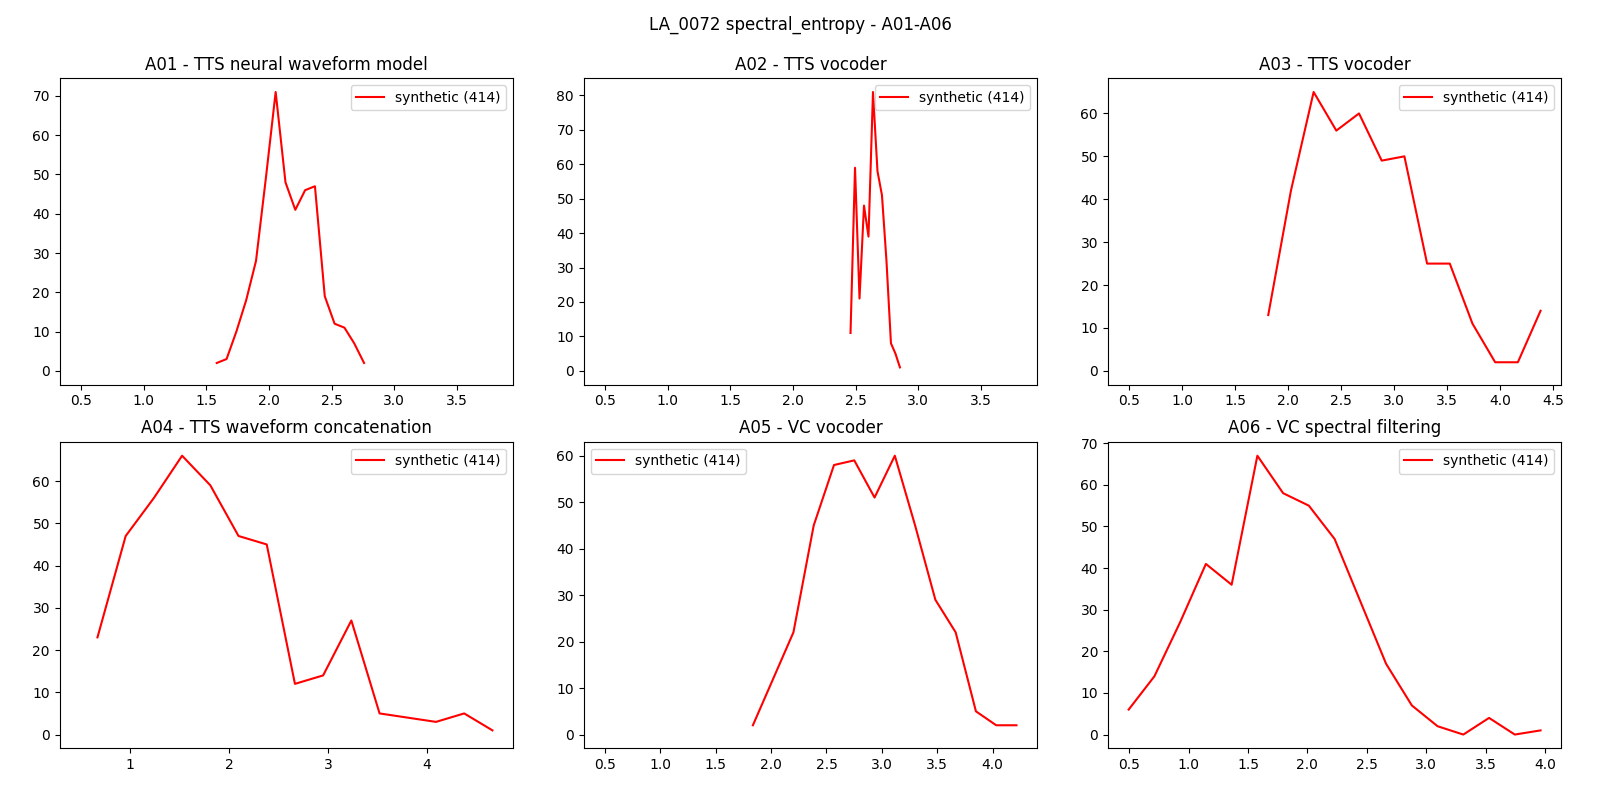 LA_0072 spectral_entropy - A01-A06
A01 - TTS neural waveform model
synthetic (414)
70
60
50
40
30
20
10
0
0.5 1.0 1.5 2.0 2.5 3.0 3.5
A02 - TTS vocoder
synthetic (414)
80
70
60
50
40
30
20
10
0
0.5 1.0 1.5 2.0 2.5 3.0 3.5
A03 - TTS vocoder
synthetic (414)
60
50
40
30
20
10
0
0.5 1.0 1.5 2.0 2.5 3.0 3.5 4.0 4.5
A04 - TTS waveform concatenation
synthetic (414)
60
50
40
30
20
10
0
1 2 3 4
A05 - VC vocoder
synthetic (414)
60
50
40
30
20
10
0
0.5 1.0 1.5 2.0 2.5 3.0 3.5 4.0
A06 - VC spectral filtering
synthetic (414)
70
60
50
40
30
20
10
0
0.5 1.0 1.5 2.0 2.5 3.0 3.5 4.0